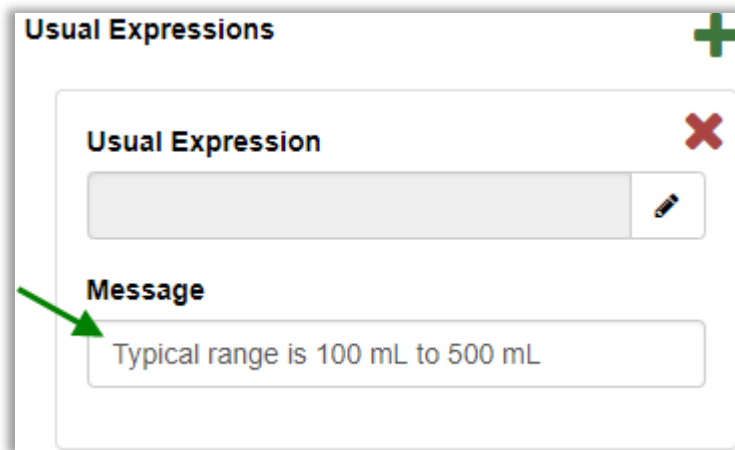 Usual Expressions
Usual Expression
Message
Typical range is 100 mL to 500 mL